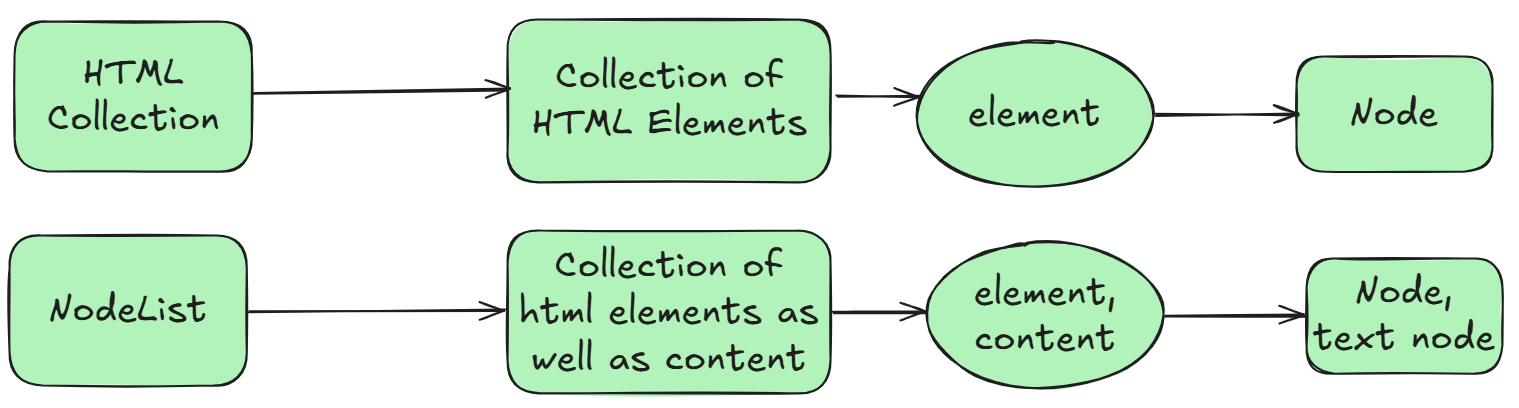 HTML
Collection
Collection of
HTML Elements
element
Node
NodeList
Collection of
html elements as
well as content
element,
content
Node,
text node